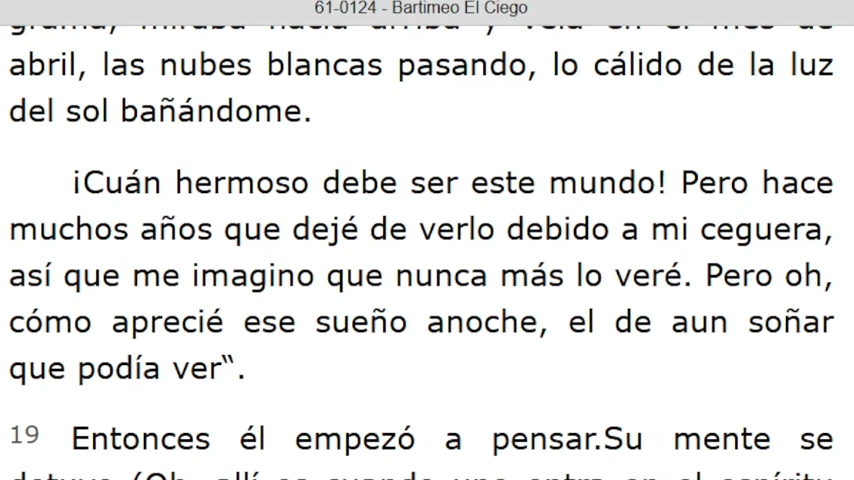 61-0124 - Bartimeo El Ciego
abril, las nubes blancas pasando, lo cálido de la luz
del sol bañándome.
¡Cuán hermoso debe ser este mundo! Pero hace
muchos años que dejé de verlo debido a mi ceguera,
así que me imagino que nunca más lo veré. Pero oh,
cómo aprecié ese sueño anoche, el de aun soñar
que podía ver“.
19 Entonces él empezó a pensar.Su mente se